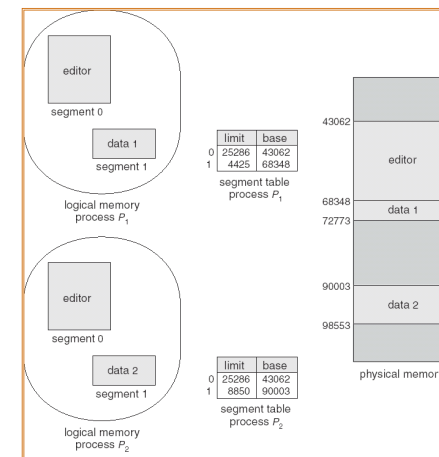 editor
segment 0
data 1
segment 1
logical memory
process P1
limit base
0 25286 43062
1 4425 68348
segment table
process P1
editor
segment 0
data 2
segment 1
logical memory
process P2
limit base
0 25286 43062
1 8850 90003
segment table
process P2
43062
editor
68348
data 1
72773
90003
data 2
98553
physical memor